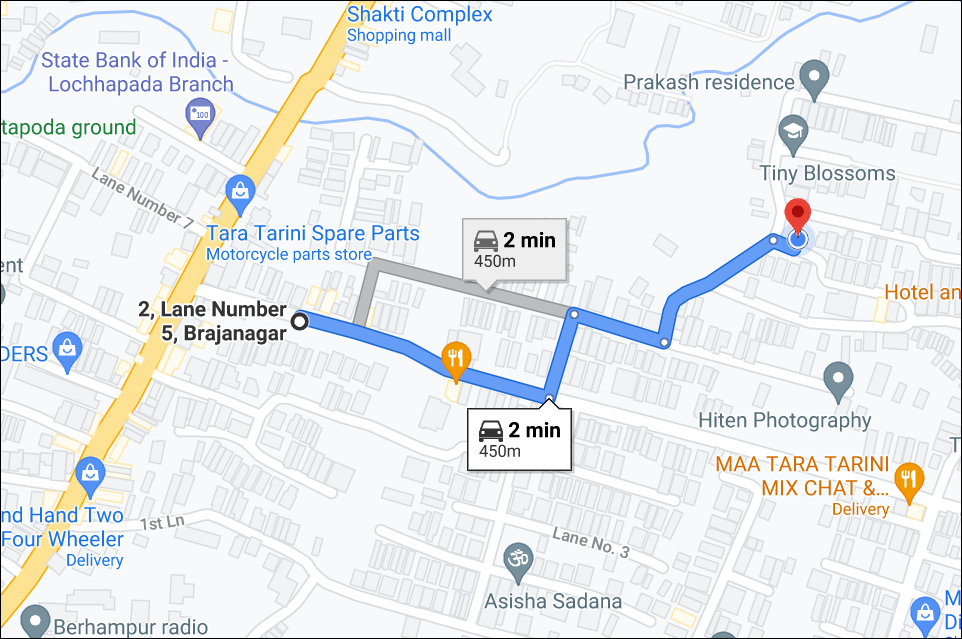 Shakti Complex
Shopping mall
State Bank of India -
Lochhapada Branch
100
Prakash residence
tapoda ground
Tiny Blossoms
Lane Number 7
Tara Tarini Spare Parts
Motorcycle parts store
2 min
450m
ent
Hotel an
2, Lane Number
5, Brajanagar
DERS
Hiten Photography
2 min
450m
MAA TARA TARINI
MIX CHAT &...
Delivery
T
nd Hand Two
Four Wheeler
Delivery
1st Ln
Lane No. 3
ॐ
Asisha Sadana
M
Di
Berhampur radio